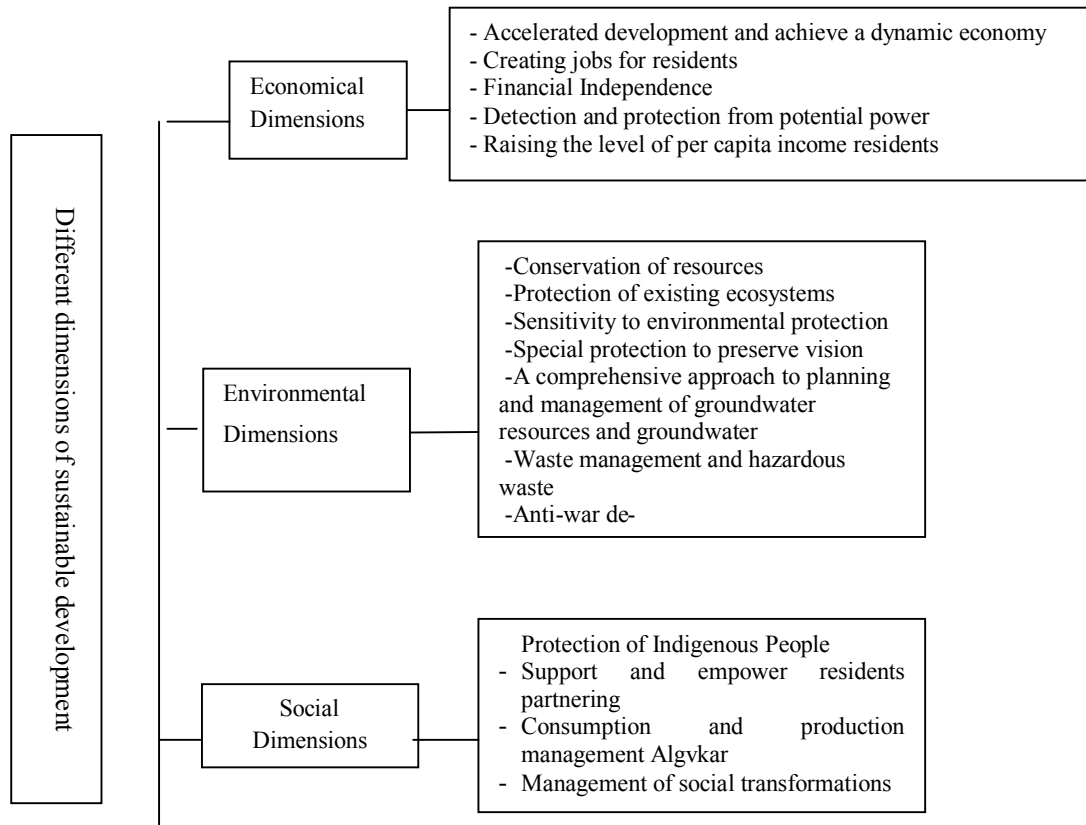 Different dimensions of sustainable development
Economical
Dimensions
- Accelerated development and achieve a dynamic economy
- Creating jobs for residents
- Financial Independence
- Detection and protection from potential power
- Raising the level of per capita income residents
Environmental
Dimensions
-Conservation of resources
-Protection of existing ecosystems
-Sensitivity to environmental protection
-Special protection to preserve vision
-A comprehensive approach to planning
and management of groundwater
resources and groundwater
-Waste management and hazardous
waste
-Anti-war de-
Social
Dimensions
Protection of Indigenous People
- Support and empower residents
partnering
- Consumption and production
management Algvkar
- Management of social transformations